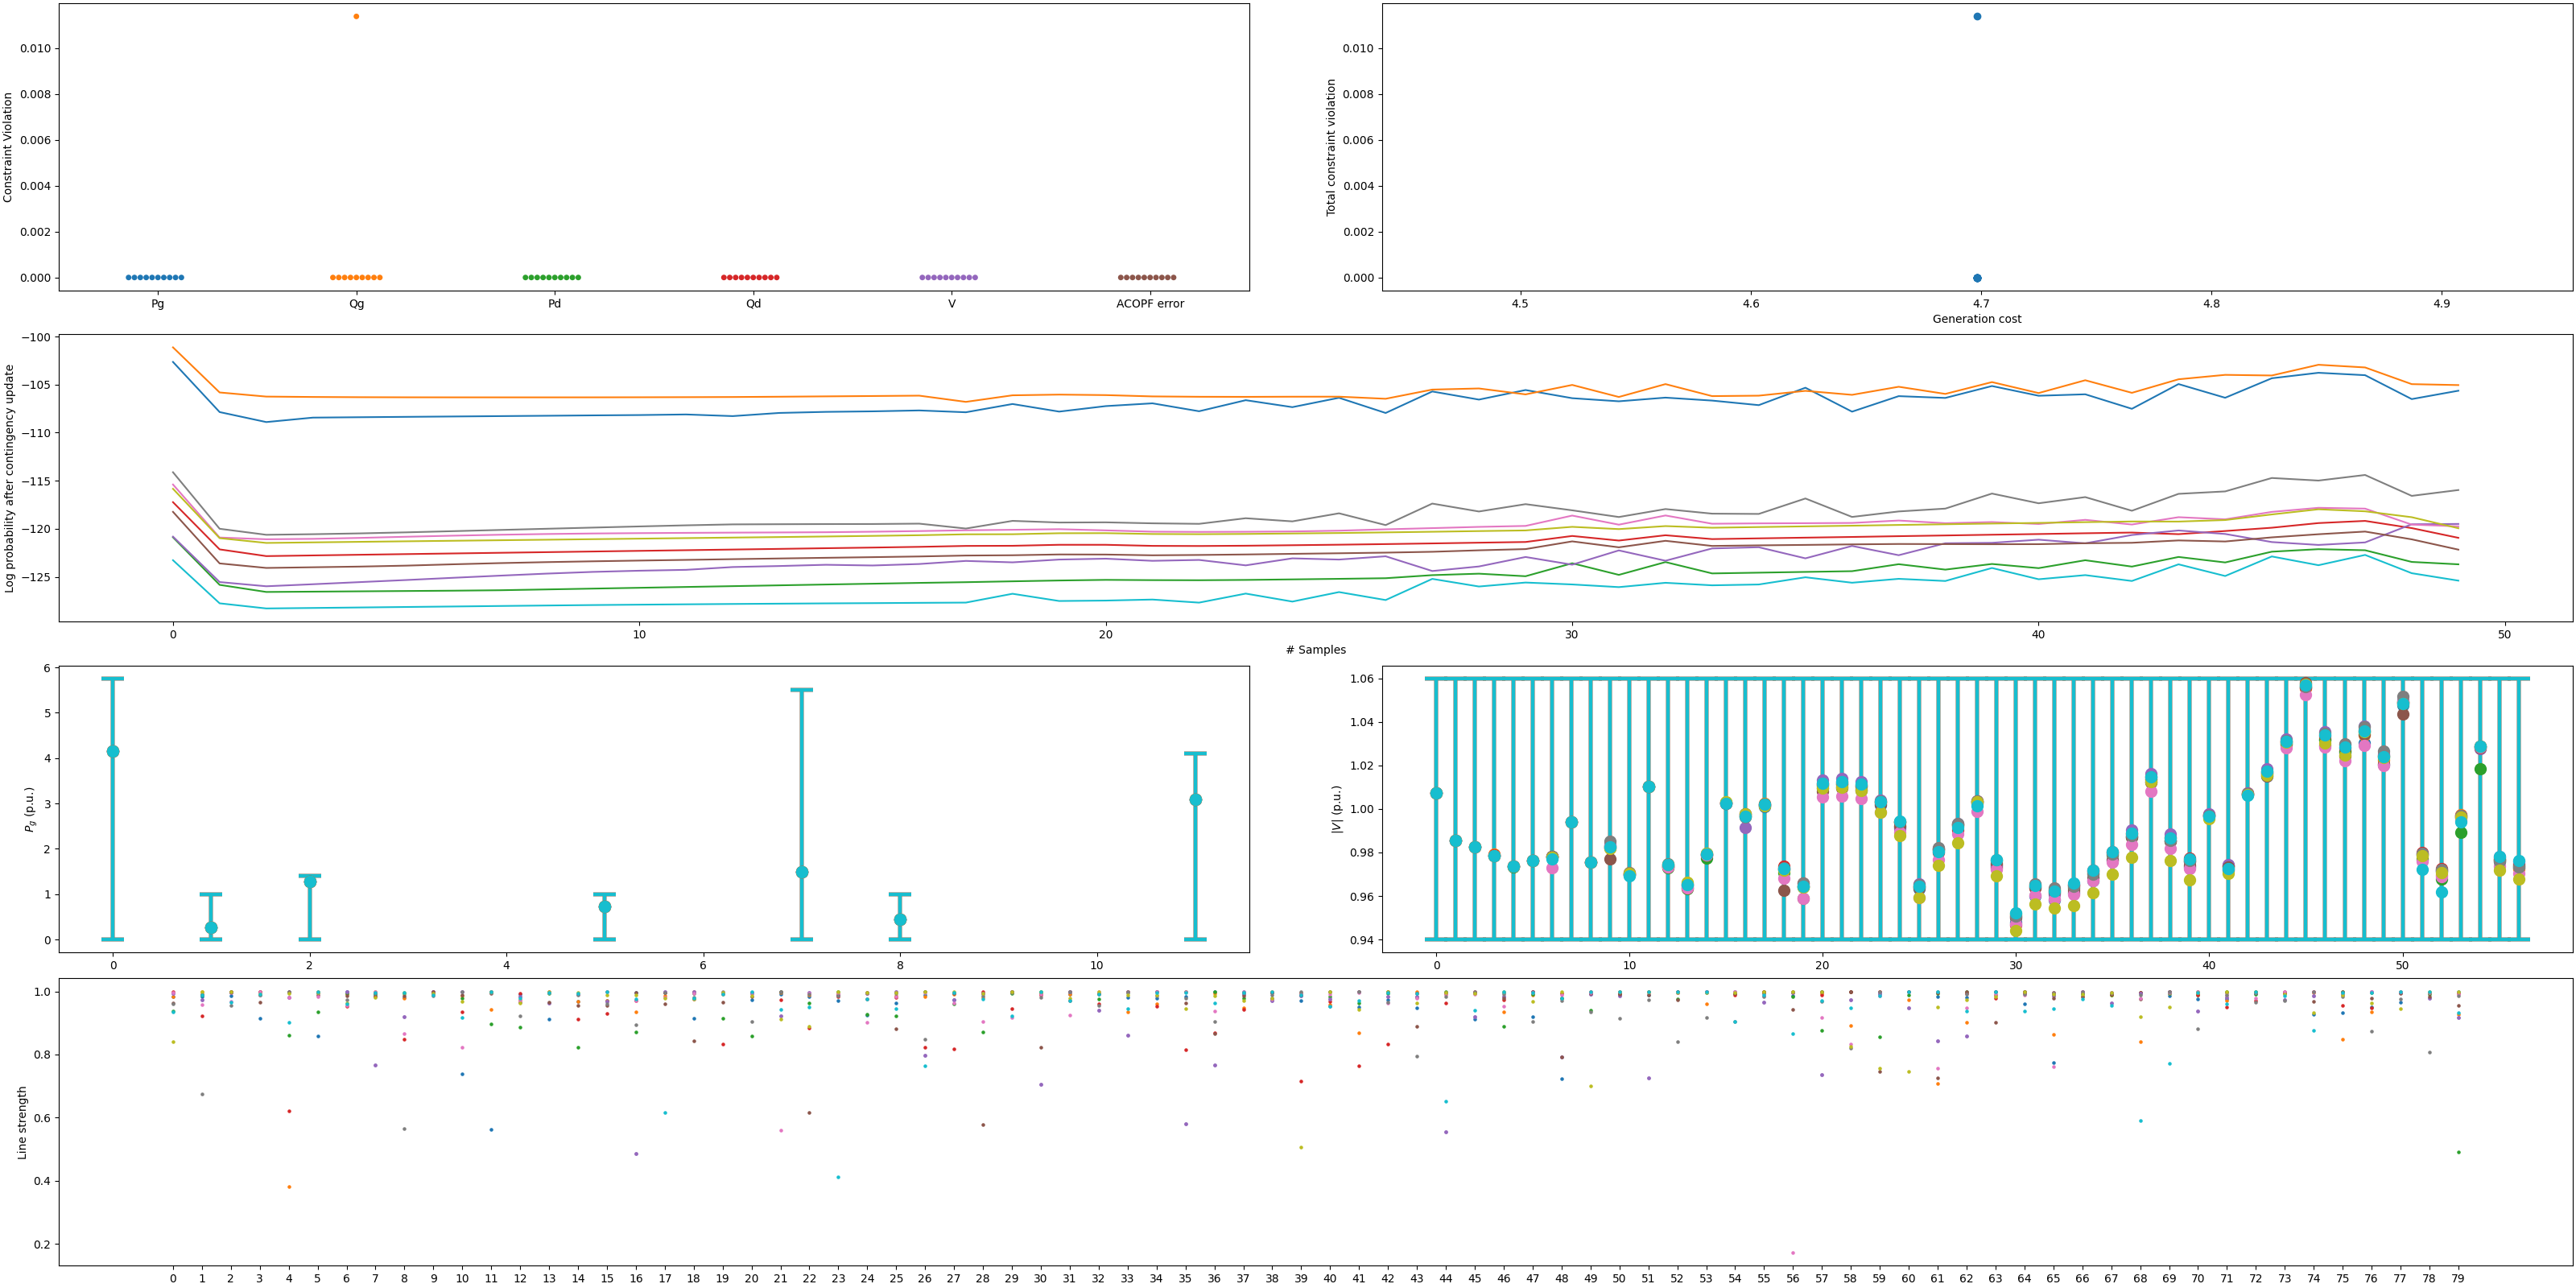 Constraint Violation
0.010
0.008
0.006
0.004
0.002
0.000
Pg Qg Pd Qd V ACOPF error
Total constraint violation
0.010
0.008
0.006
0.004
0.002
0.000
4.5 4.6 4.7 4.8 4.9
Generation cost
Log probability after contingency update
−100
−105
−110
−115
−120
−125
0 10 20 30 40 50
# Samples
Pg (p.u.)
6
5
4
3
2
1
0
0 2 4 6 8 10
|V| (p.u.)
1.06
1.04
1.02
1.00
0.98
0.96
0.94
0 10 20 30 40 50
Line strength
1.0
0.8
0.6
0.4
0.2
0 1 2 3 4 5 6 7 8 9 10 11 12 13 14 15 16 17 18 19 20 21 22 23 24 25 26 27 28 29 30 31 32 33 34 35 36 37 38 39 40 41 42 43 44 45 46 47 48 49 50 51 52 53 54 55 56 57 58 59 60 61 62 63 64 65 66 67 68 69 70 71 72 73 74 75 76 77 78 79